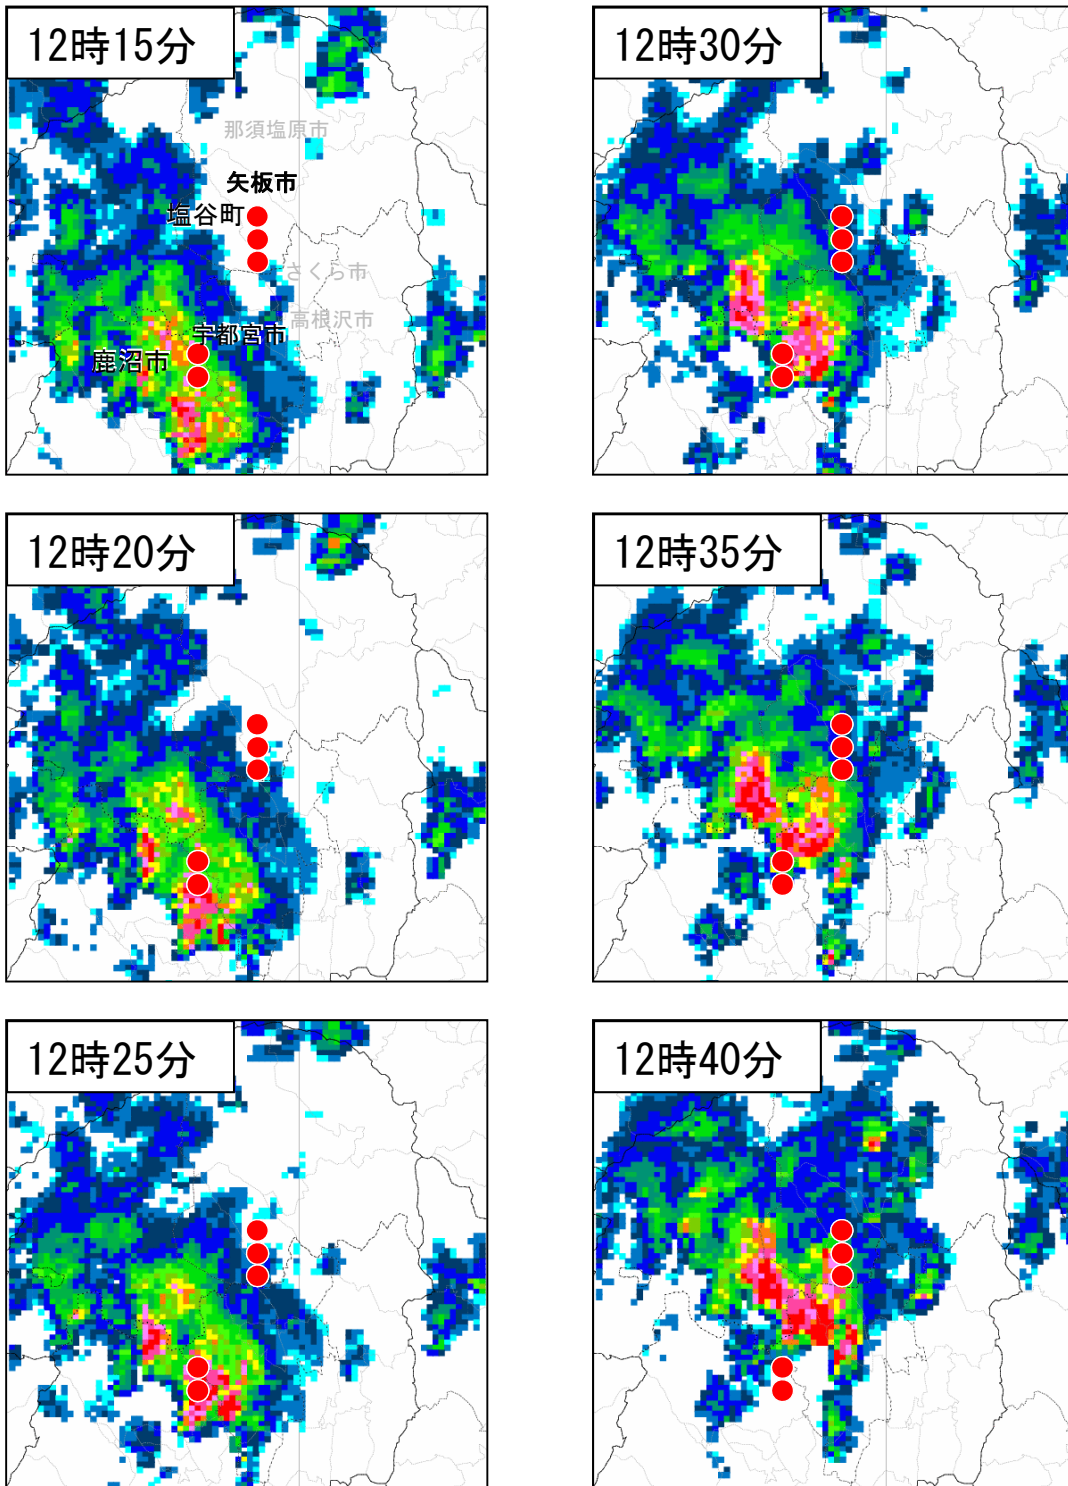 12時15分
那須塩原市
矢板市
塩谷町
さくら市
高根沢市
宇都宮市
鹿沼市
12時20分
12時25分
12時30分
12時35分
12時40分